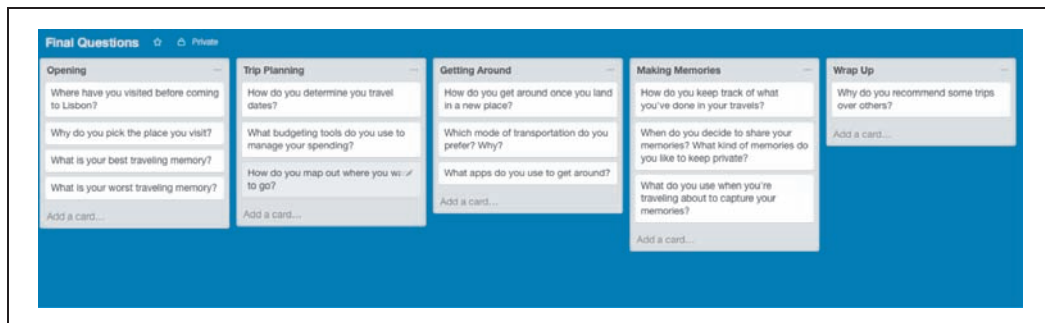 Final Questions
Private
Opening
Where have you visited before coming
to Lisbon?
Why do you pick the place you visit?
What is your best traveling memory?
What is your worst traveling memory?
Add a card...
Trip Planning
How do you determine you travel
dates?
What budgeting tools do you use to
manage your spending?
How do you map out where you
to go?
Add a card...
Getting Around
How do you get around once you land
in a new place?
Which mode of transportation do you
prefer? Why?
What apps do you use to get around?
Add a card...
Making Memories
How do you keep track of what
you've done in your travels?
When do you decide to share your
memories? What kind of memories do
you like to keep private?
What do you use when you're
traveling about to capture your
memories?
Add a card...
Wrap Up
Why do you recommend some trips
over others?
Add a card...